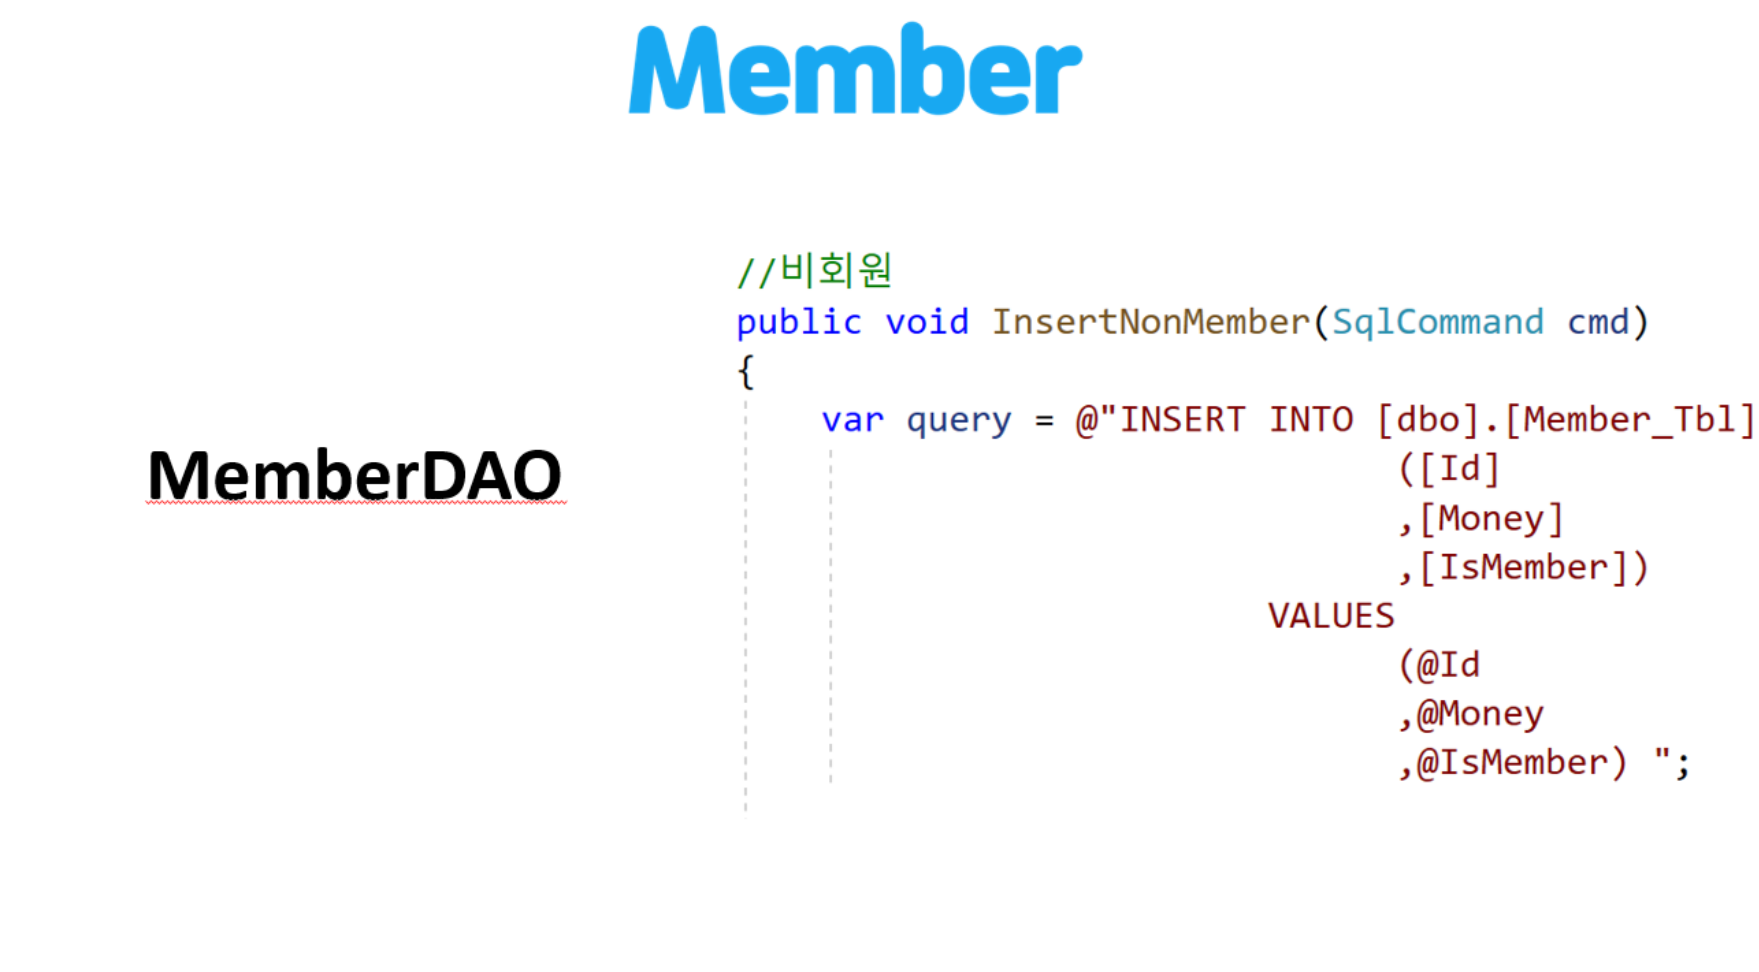 Member
MemberDAO
//비회원
public void InsertNonMember(SqlCommand cmd)
{
var query = @"INSERT INTO [dbo].[Member_Tbl]
([Id]
,[Money]
,[IsMember])
VALUES
(@Id
,@Money
,@IsMember) ";